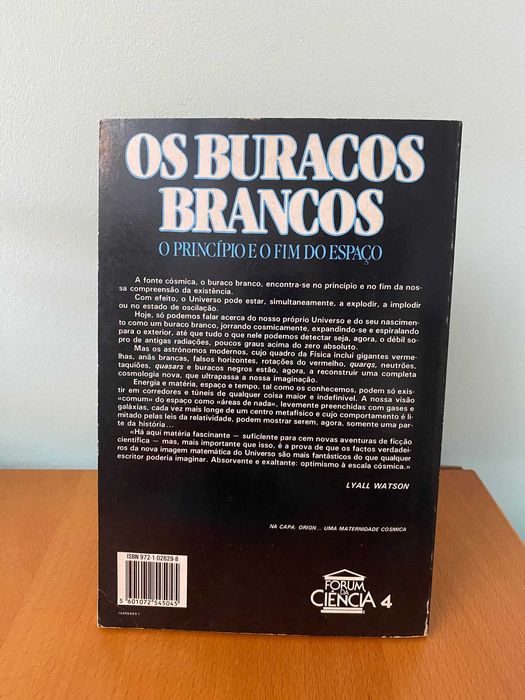 OS BURACOS
BRANCOS
O PRINCÍPIO E O FIM DO ESPAÇO
A fonte cósmica, o buraco branco, encontra-se no princípio e no fim da nos-
sa compreensão da existência.
Com efeito, o Universo pode estar, simultaneamente, a explodir, a implodir
ou no estado de oscilação.
Hoje, só podemos falar acerca do nosso próprio Universo e do seu nascimen-
to como um buraco branco, jorrando cosmicamente, expandindo-se e espiralando
para o exterior, até que tudo o que nele podemos detectar seja, agora, o débil so-
pro de antigas radiações, poucos graus acima do zero absoluto.
Mas os astrónomos modernos, cujo quadro da Física inclui gigantes verme-
lhas, anãs brancas, falsos horizontes, rotações do vermelho, quarqs, neutrões,
taquiões, quasars e buracos negros estão, agora, a reconstruir uma completa
cosmologia nova, que ultrapassa a nossa imaginação.
Energia e matéria, espaço e tempo, tal como os conhecemos, podem só exis-
tir em corredores e túneis de qualquer coisa maior e indefinível. A nossa visão
«comum» do espaço como «áreas de nada», levemente preenchidas com gases e
galáxias, cada vez mais longe de um centro metafísico e cujo comportamento é li-
mitado pelas leis da relatividade, podem mostrar serem, agora, somente uma par-
te da história...
«Há aqui matéria fascinante — suficiente para cem novas aventuras de ficção
científica — mas, mais importante que isso, é a prova de que os factos verdadei-
ros da nova imagem matemática do Universo são mais fantásticos do que qualquer
escritor poderia imaginar. Absorvente e exaltante: optimismo à escala cósmica.»
LYALL WATSON
NA CAPA: ORION... UMA MATERNIDADE CÓSMICA
ISBN 972-1-02629-8
5 601072 545045
FORUM
DA
CIÊNCIA 4